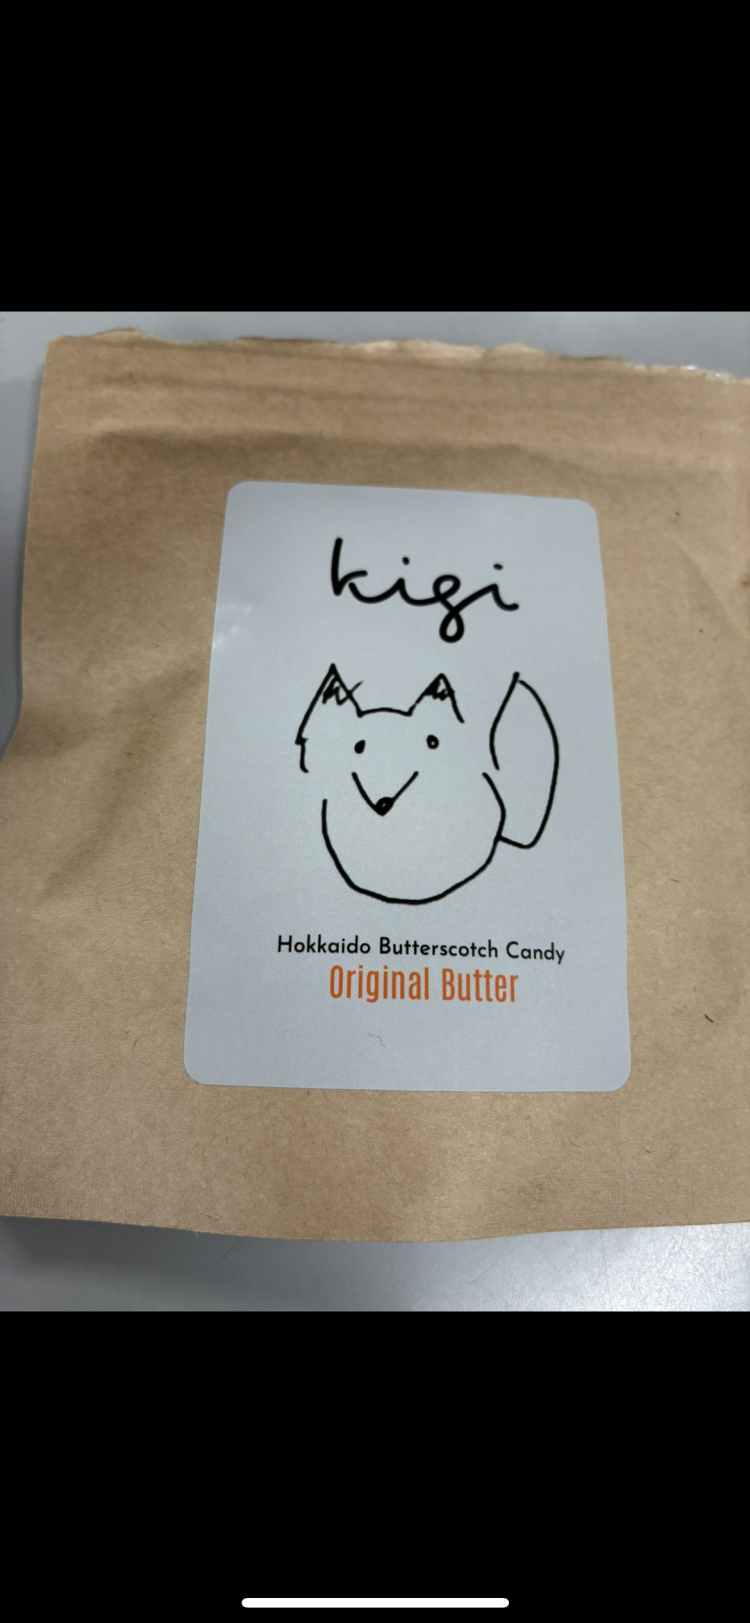 kigi
Hokkaido Butterscotch Candy
Original Butter